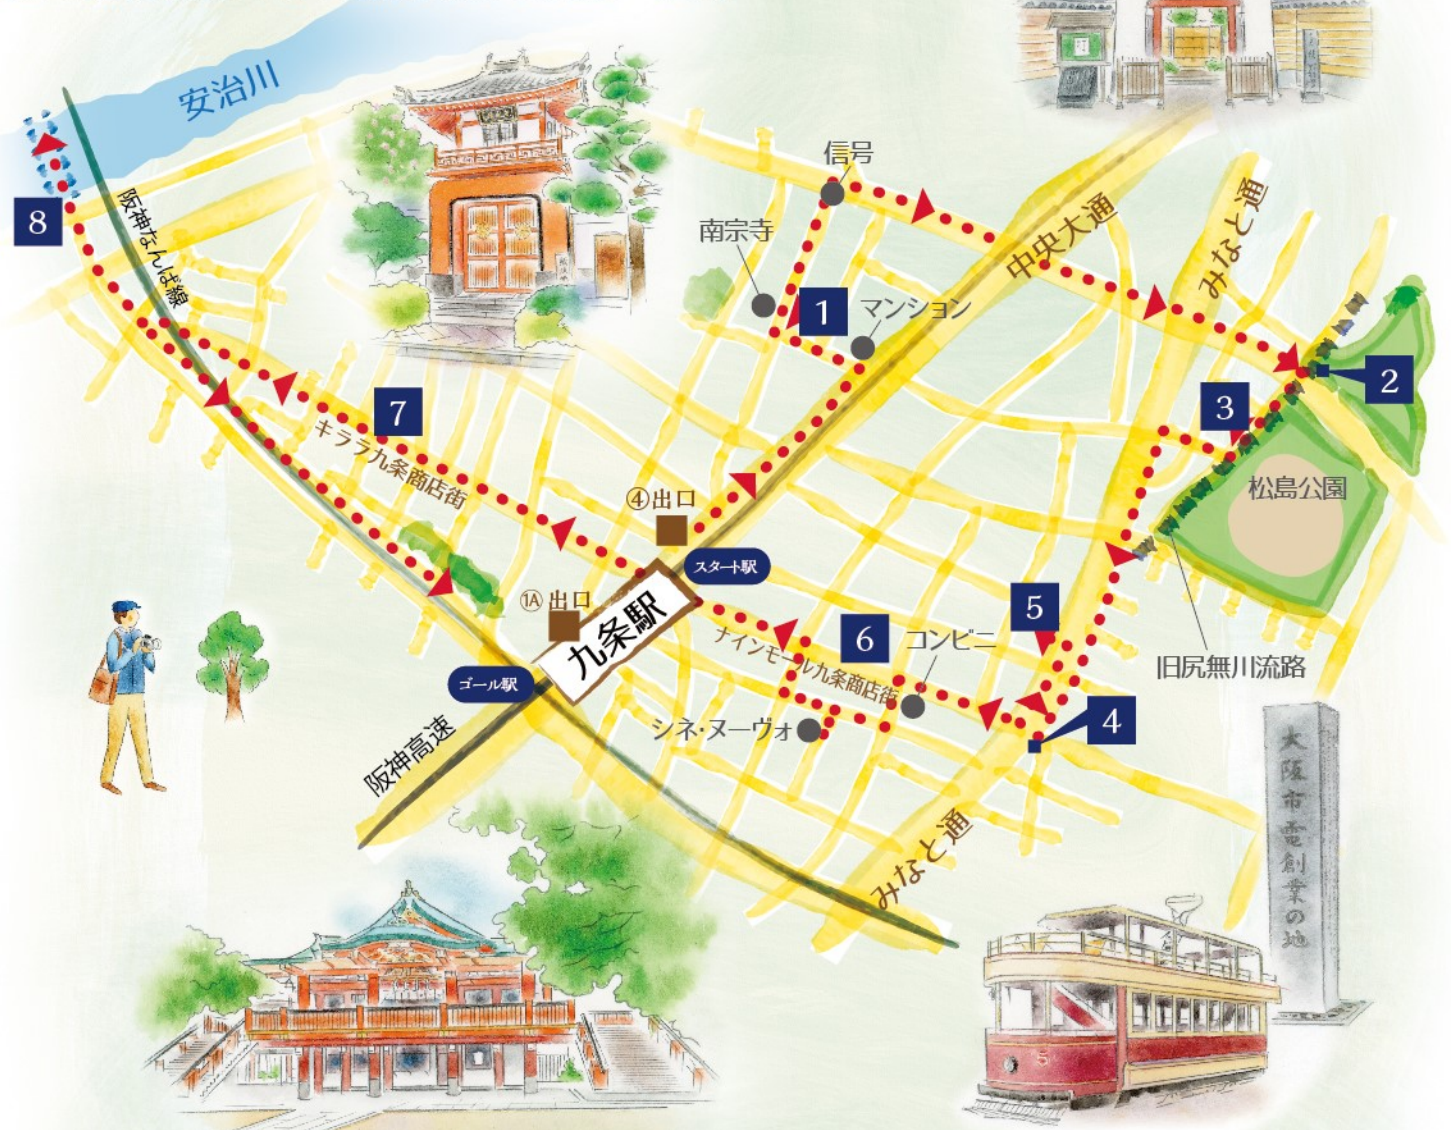 安治川
8
阪神なんば線
信号
南宗寺
1
マンション
中央大通
みなと通
2
3
松島公園
7
キララ九条商店街
④出口
スタート駅
1A出口
九条駅
ゴール駅
阪神高速
ナインモール九条商店街
6
コンビニ
5
シネ・ヌーヴォ
4
旧尻無川流路
みなと通
大阪市電創業の地
5